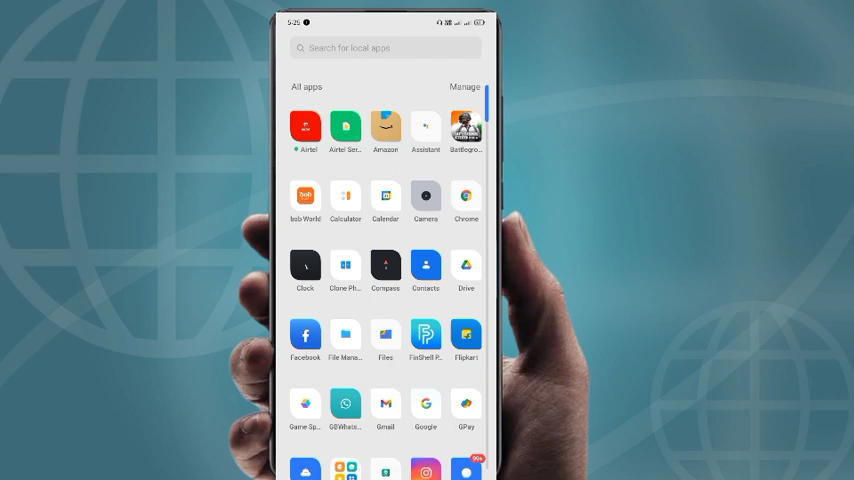 5:25
Search for local apps
All apps Manage
Airtel Airtel Ser... Amazon Assistant Battlegro...
bob
bob World Calculator Calendar Camera Chrome
Clock Clone Ph... Compass Contacts Drive
Facebook File Mana... Files FinShell P... Flipkart
Game Sp... GBWhats... Gmail Google GPay
99+